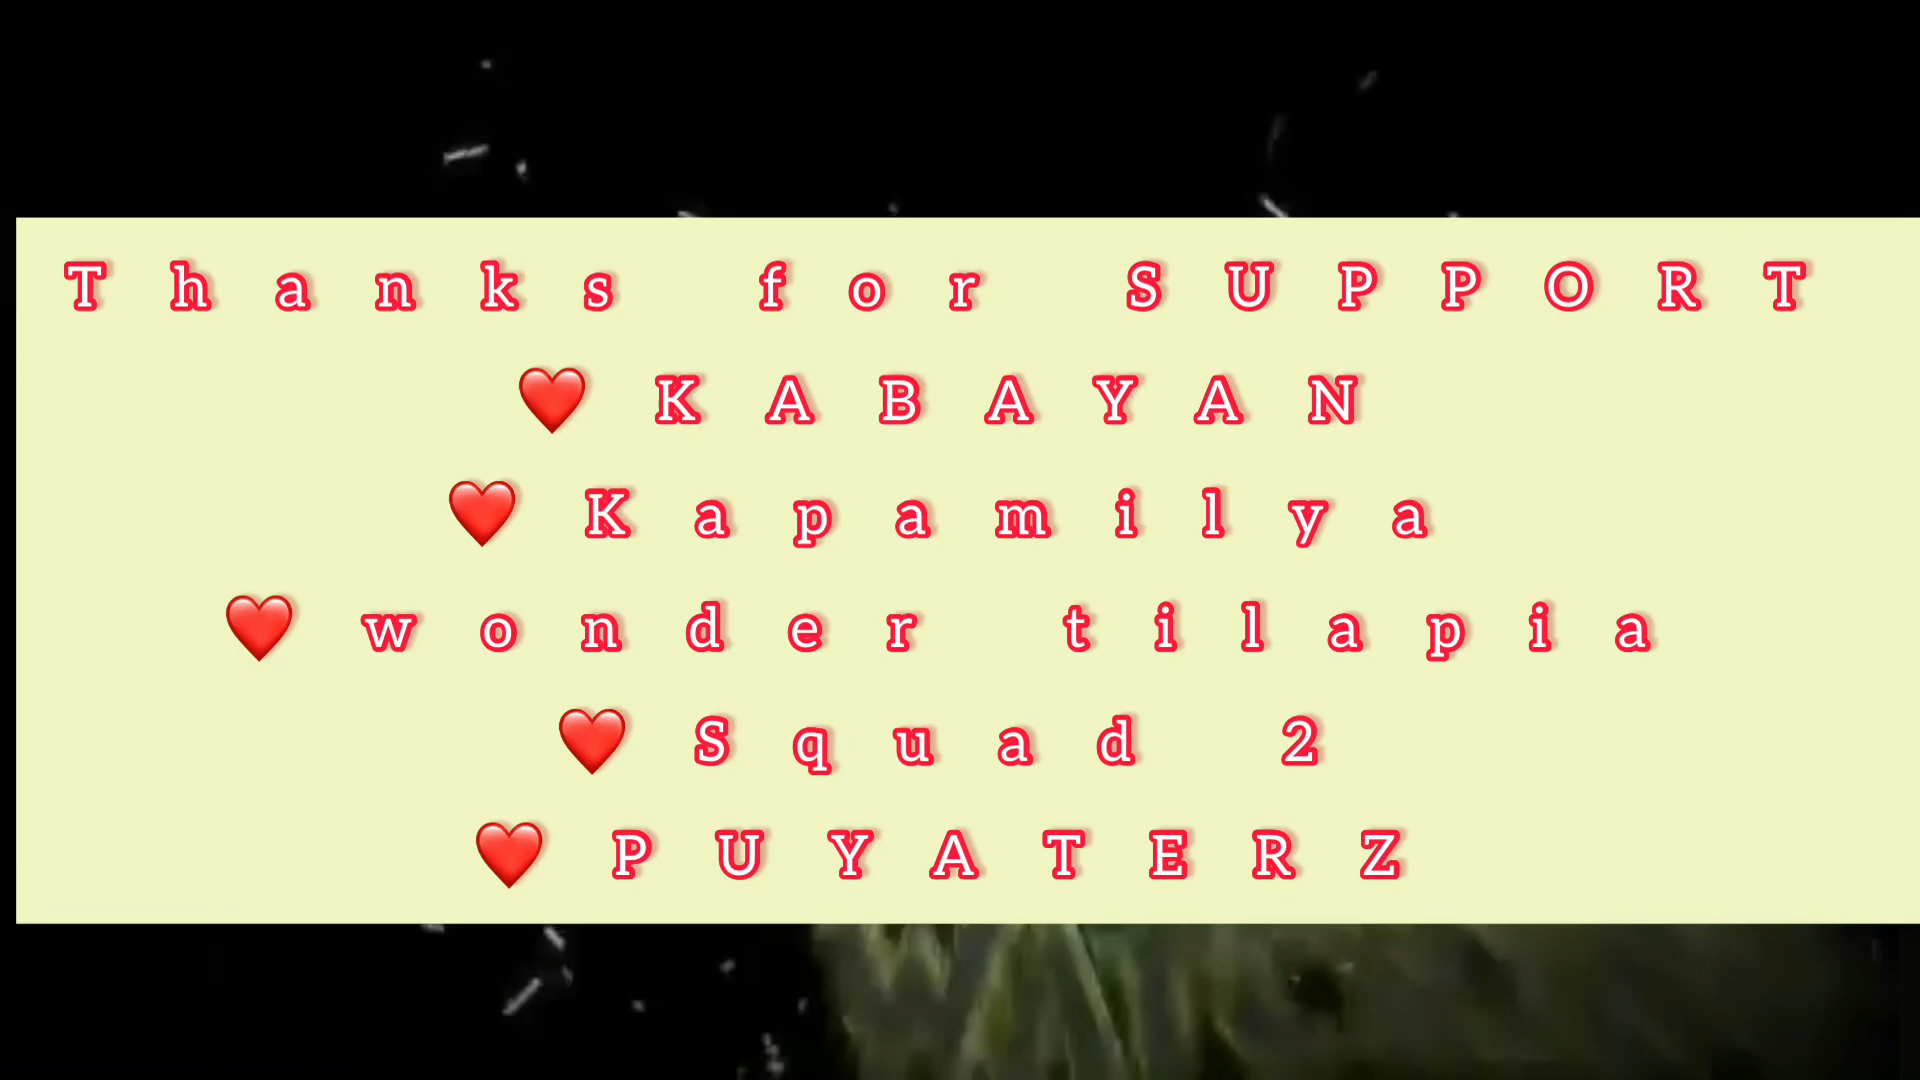 Thanks for SUPPORT
❤️ KABAYAN
❤️ Kapamilya
❤️ wonder tilapia
❤️ Squad 2
❤️ PUYATERZ